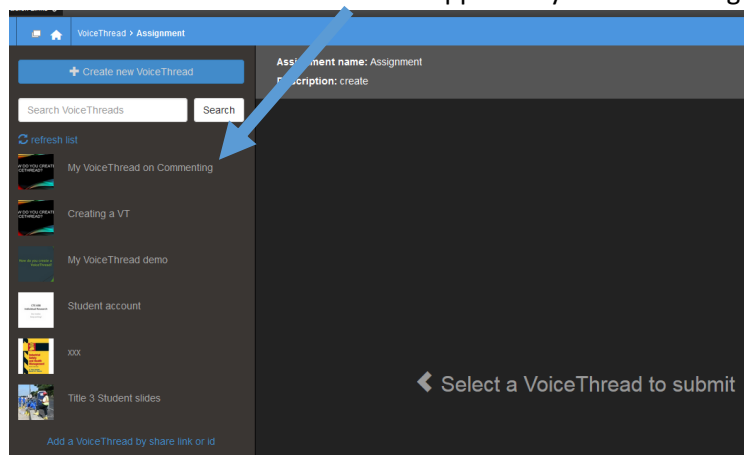 VoiceThread > Assignment
Create new VoiceThread
Search VoiceThreads
Search
refresh list
My VoiceThread on Commenting
Creating a VT
My VoiceThread demo
Student account
xxx
Title 3 Student slides
Add a VoiceThread by share link or id
Assignment name: Assignment
Description: create
Select a VoiceThread to submit